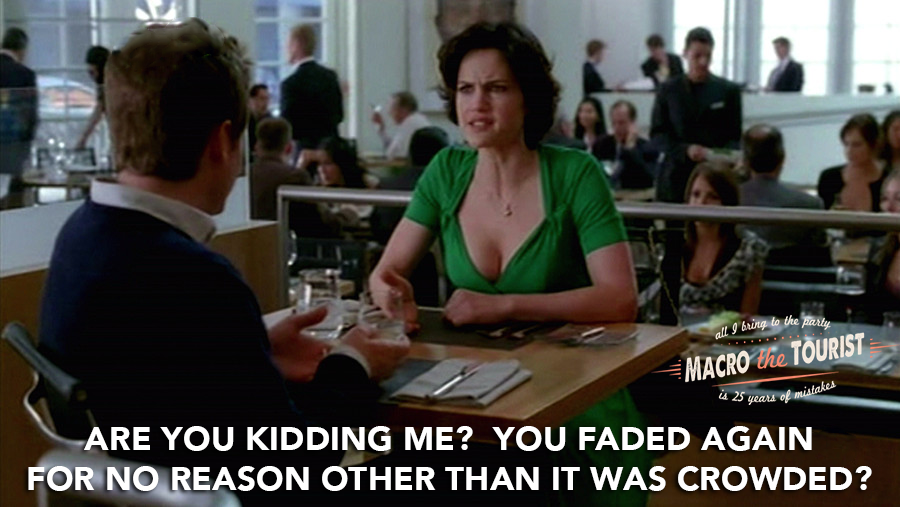 all I bring to the party
MACRO the TOURIST
is 25 years of mistakes
ARE YOU KIDDING ME? YOU FADED AGAIN
FOR NO REASON OTHER THAN IT WAS CROWDED?